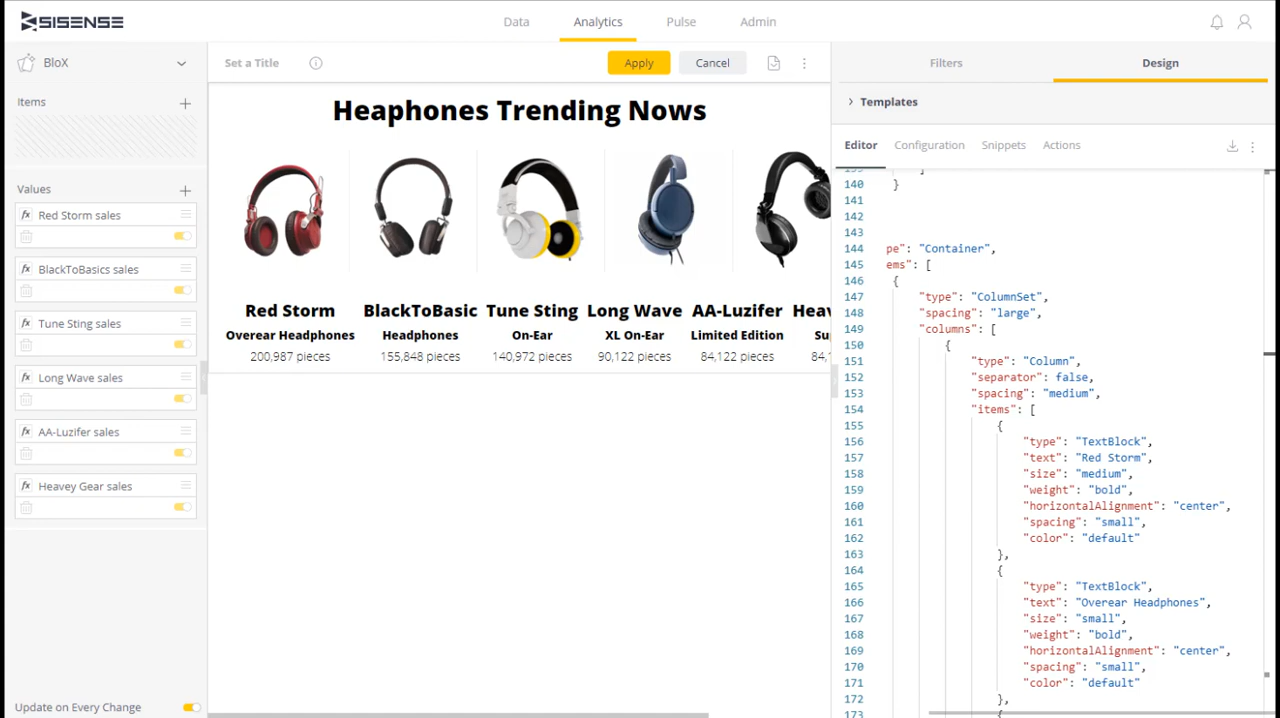 SISENSE
Data Analytics Pulse Admin
BloX
Set a Title
Apply Cancel
Filters Design
Templates
Items
Editor Configuration Snippets Actions
Values
Red Storm sales
BlackToBasics sales
Tune Sting sales
Long Wave sales
AA-Luzifer sales
Heavey Gear sales
Update on Every Change
Heaphones Trending Nows
Red Storm BlackToBasic Tune Sting Long Wave AA-Luzifer Heav
Overear Headphones Headphones On-Ear XL On-Ear Limited Edition Su
200,987 pieces 155,848 pieces 140,972 pieces 90,122 pieces 84,122 pieces 84,
139 ]
140 }
141
142
143
144 pe": "Container",
145 ems": [
146 {
147 "type": "ColumnSet",
148 "spacing": "large",
149 "columns": [
150 {
151 "type": "Column",
152 "separator": false,
153 "spacing": "medium",
154 "items": [
155 {
156 "type": "TextBlock",
157 "text": "Red Storm",
158 "size": "medium",
159 "weight": "bold",
160 "horizontalAlignment": "center",
161 "spacing": "small",
162 "color": "default"
163 },
164 {
165 "type": "TextBlock",
166 "text": "Overear Headphones",
167 "size": "small",
168 "weight": "bold",
169 "horizontalAlignment": "center",
170 "spacing": "small",
171 "color": "default"
172 },
173 {